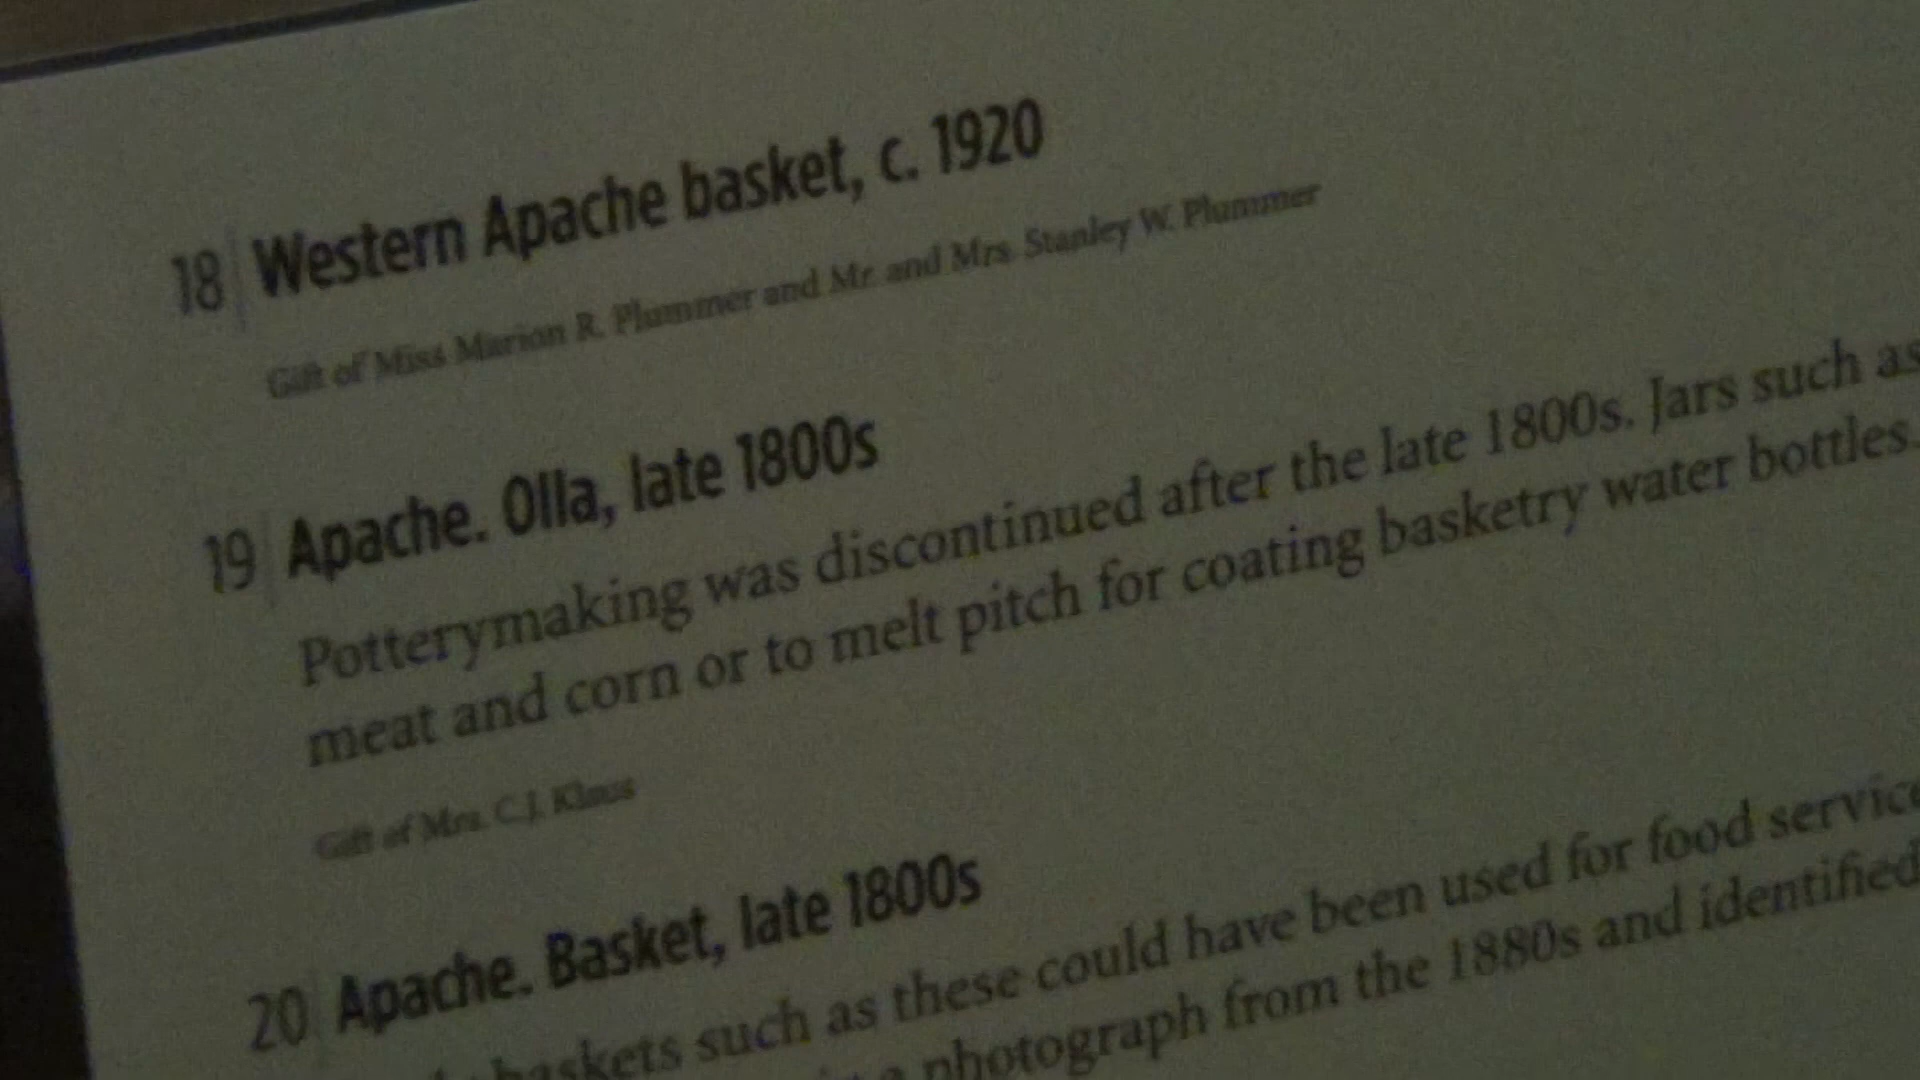 18 Western Apache basket, c. 1920
Gift of Miss Marion R. Plummer and Mr. and Mrs. Stanley W. Plummer
19 Apache. Olla, late 1800s
Potterymaking was discontinued after the late 1800s. Jars such as
meat and corn or to melt pitch for coating basketry water bottles.
Gift of Mrs. C.J. Klaus
20 Apache. Basket, late 1800s
baskets such as these could have been used for food service
photograph from the 1880s and identified